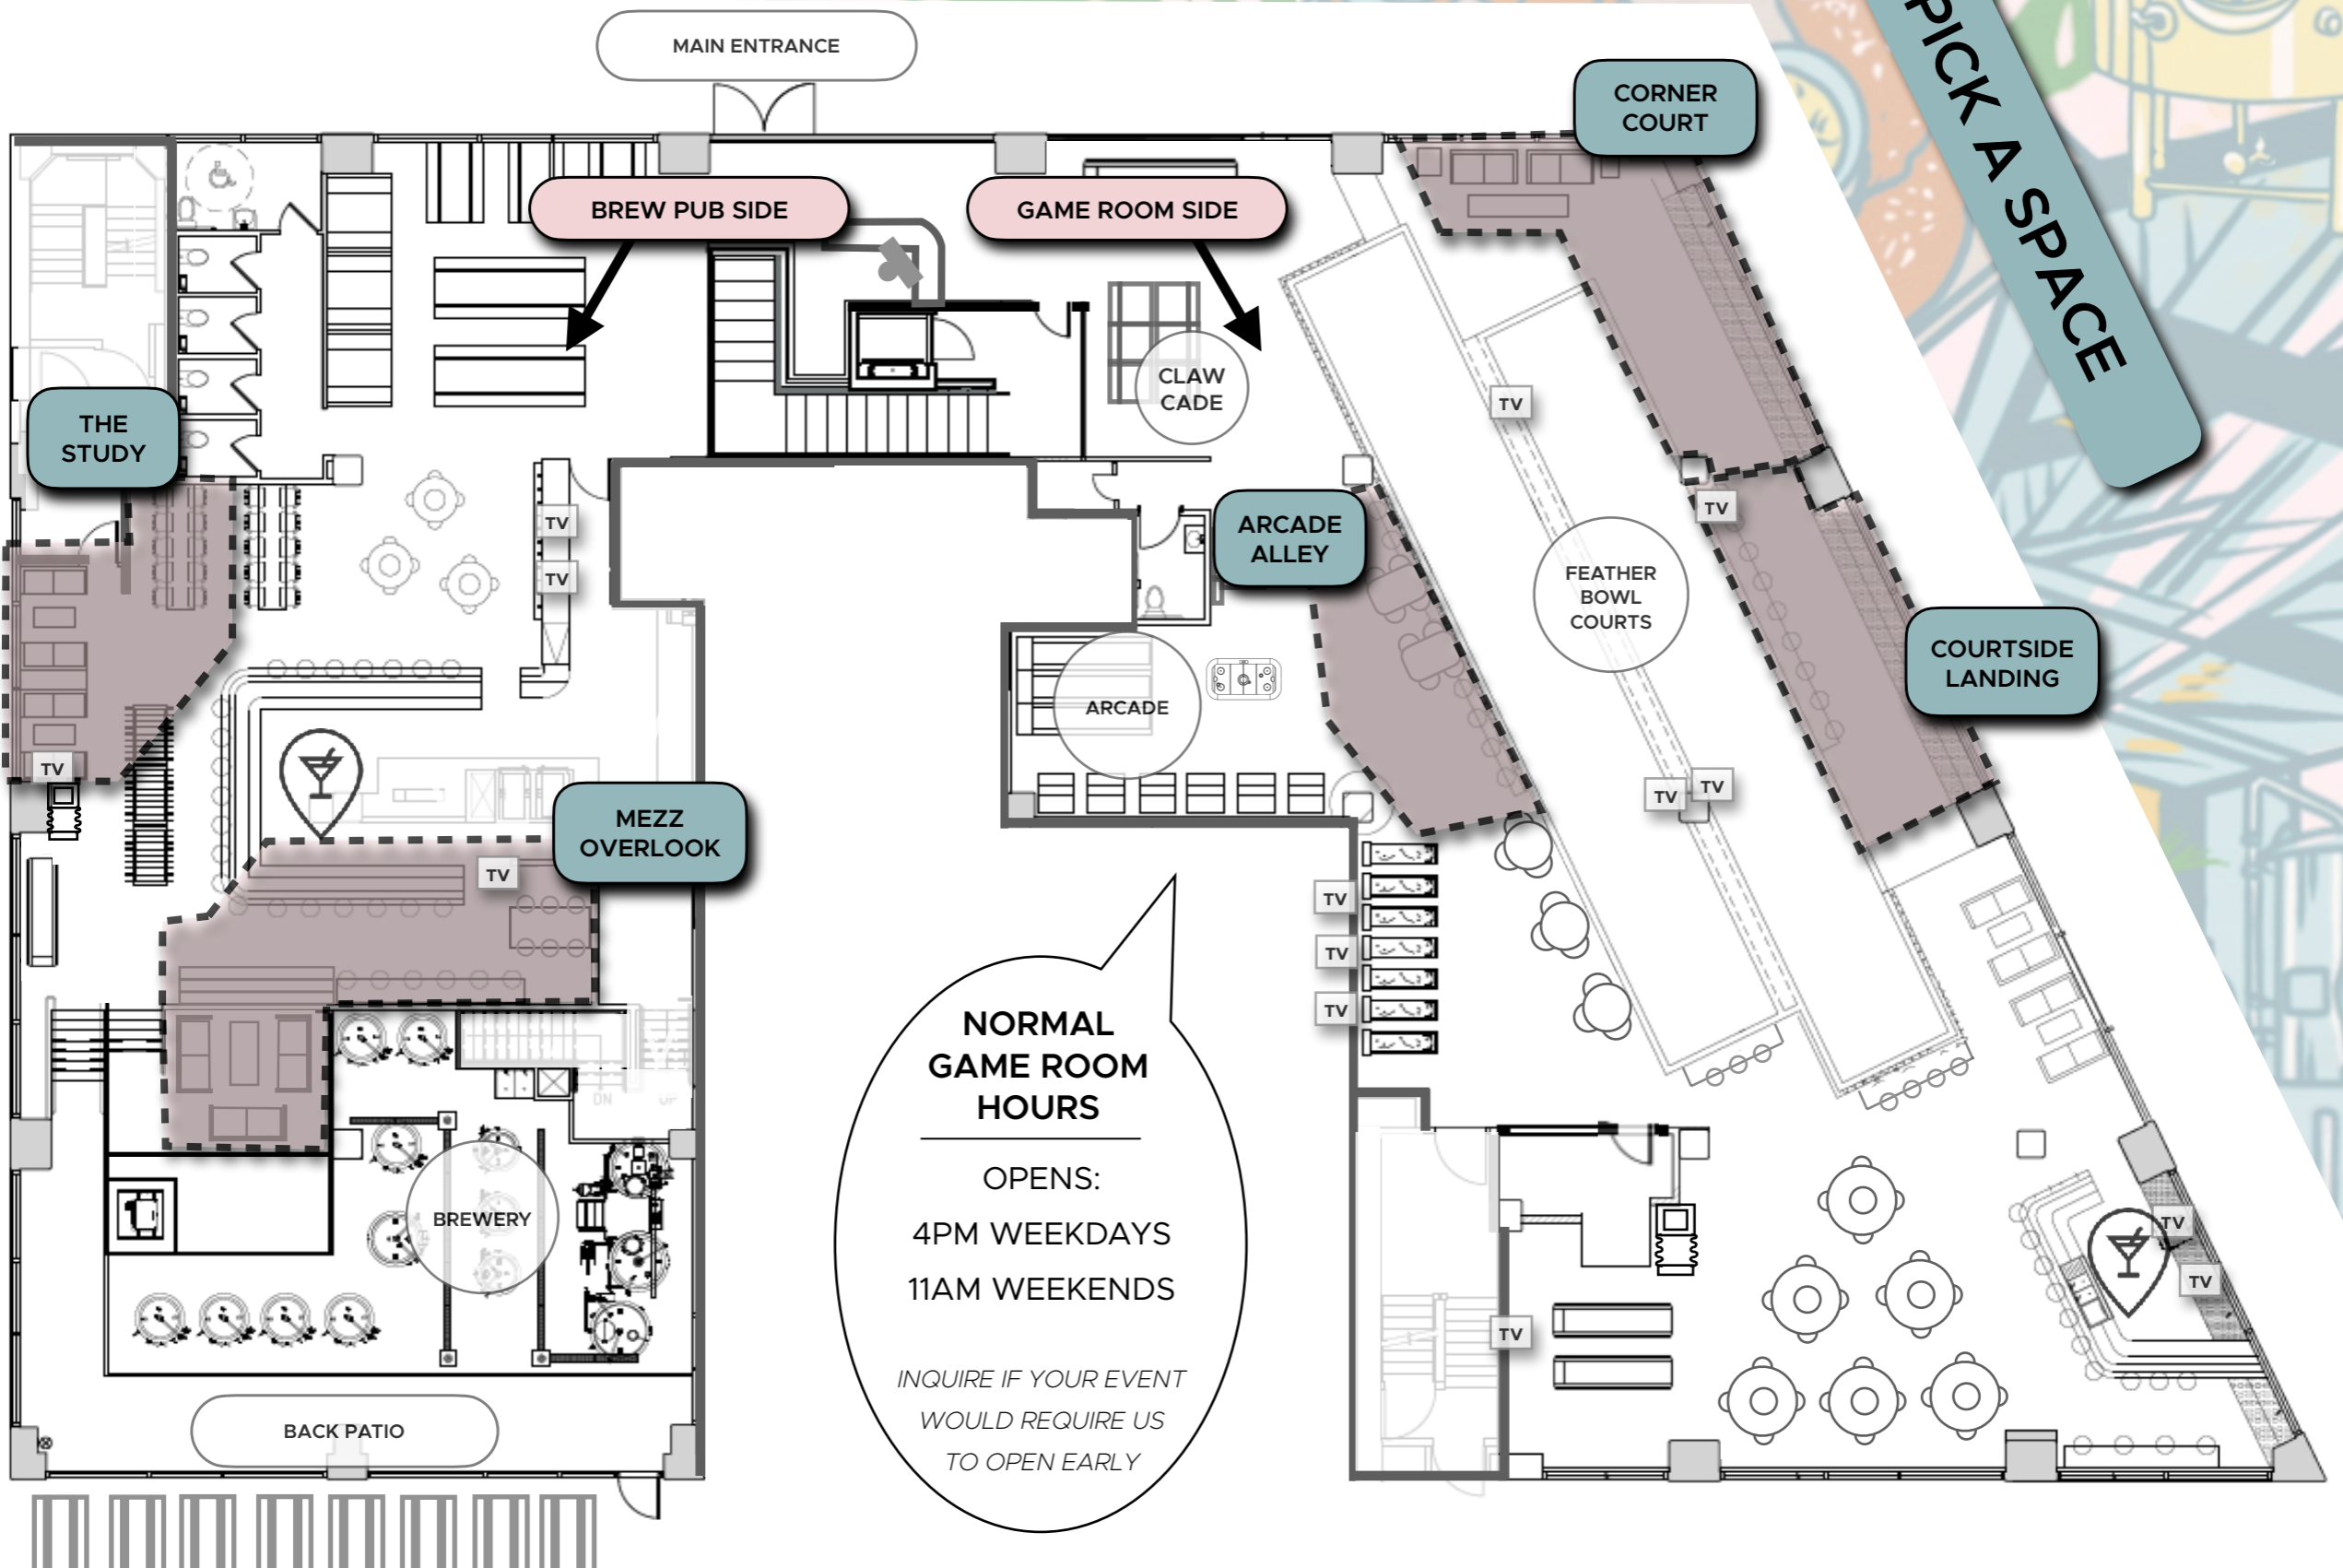 MAIN ENTRANCE
PICK A SPACE
CORNER
COURT
BREW PUB SIDE
GAME ROOM SIDE
CLAW
CADE
TV
THE
STUDY
TV
TV
TV
ARCADE
ALLEY
FEATHER
BOWL
COURTS
COURTSIDE
LANDING
ARCADE
TV
TV
TV
MEZZ
OVERLOOK
TV
TV
TV
TV
NORMAL
GAME ROOM
HOURS
OPENS:
4PM WEEKDAYS
11AM WEEKENDS
INQUIRE IF YOUR EVENT
WOULD REQUIRE US
TO OPEN EARLY
DN
UP
BREWERY
TV
TV
TV
BACK PATIO